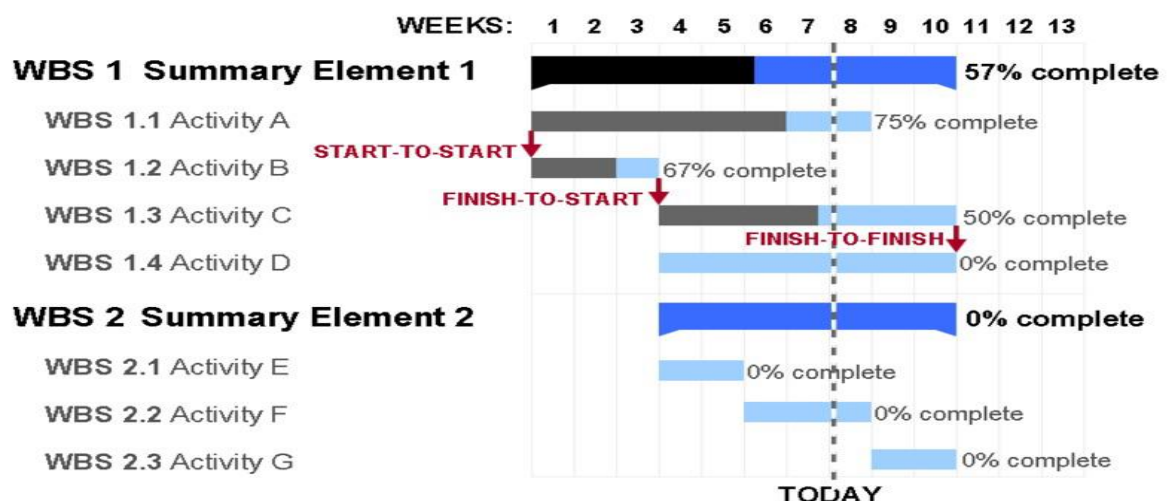 WEEKS: 1 2 3 4 5 6 7 8 9 10 11 12 13
WBS 1 Summary Element 1 57% complete
WBS 1.1 Activity A 75% complete
START-TO-START
WBS 1.2 Activity B 67% complete
FINISH-TO-START
WBS 1.3 Activity C 50% complete
FINISH-TO-FINISH
WBS 1.4 Activity D 0% complete
WBS 2 Summary Element 2 0% complete
WBS 2.1 Activity E 0% complete
WBS 2.2 Activity F 0% complete
WBS 2.3 Activity G 0% complete
TODAY